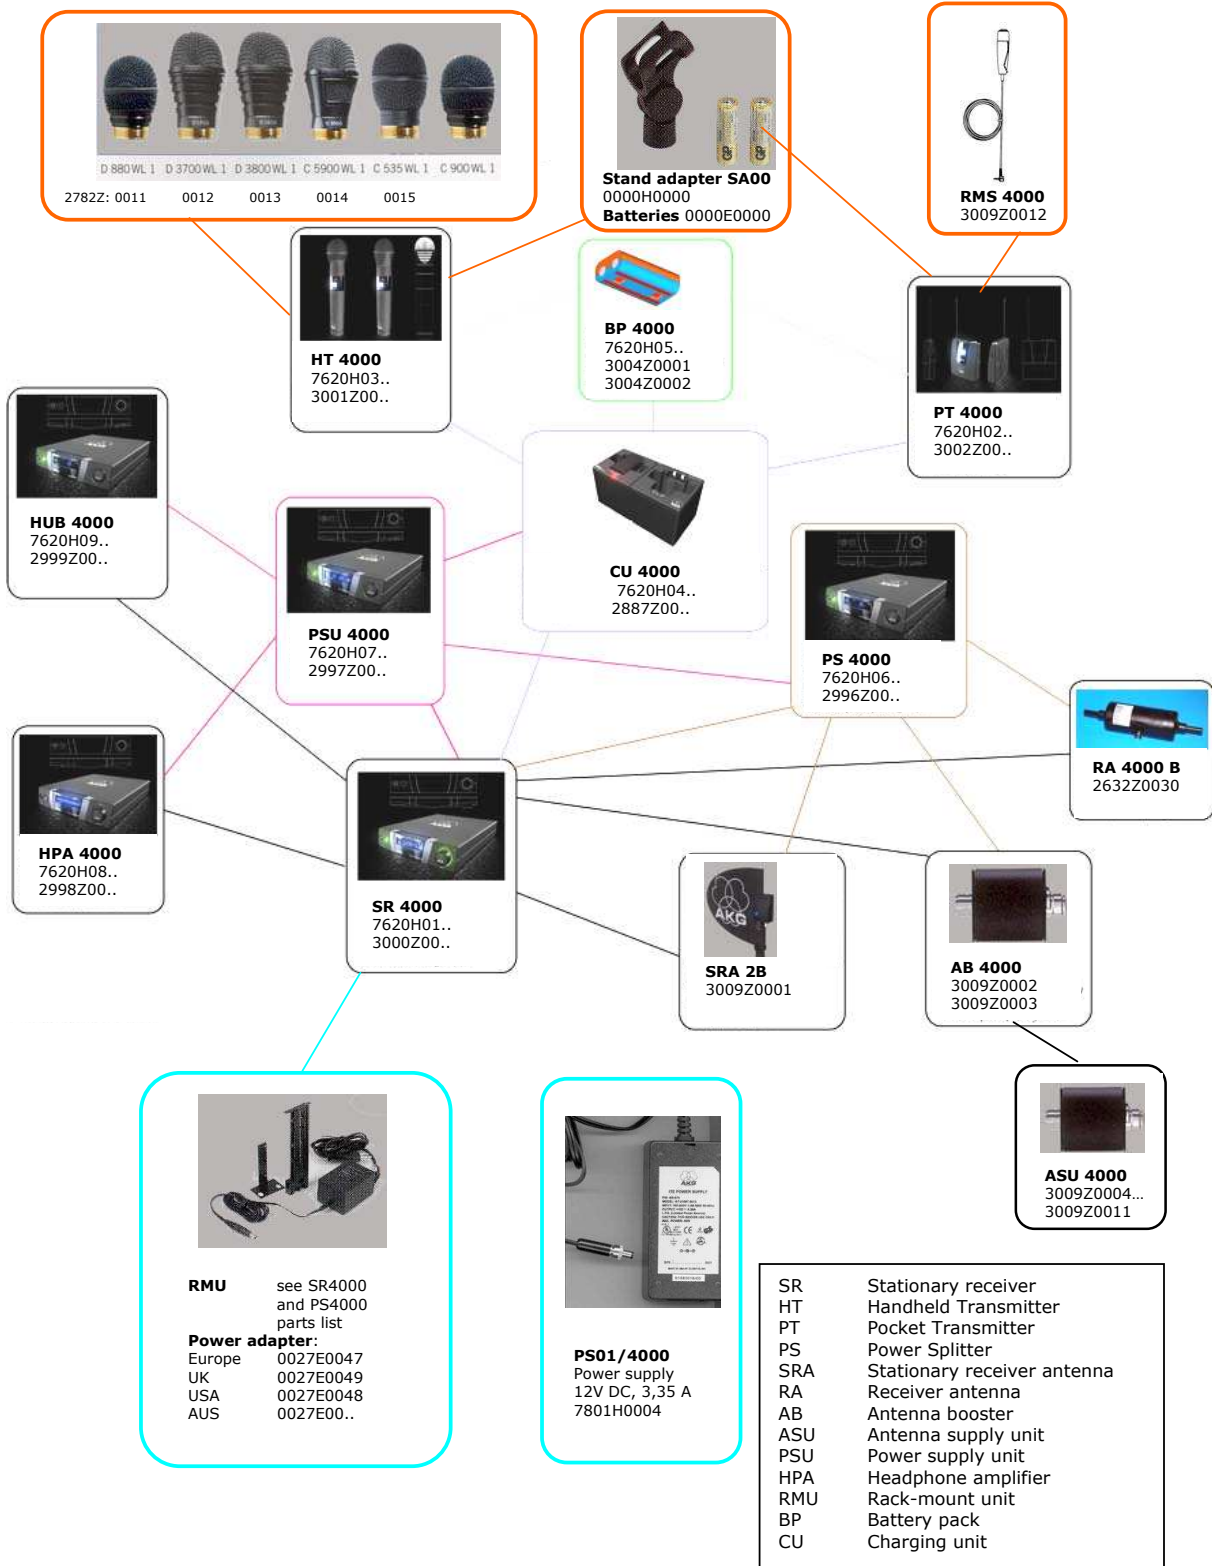 D 880 WL 1 D 3700 WL 1 D 3800 WL 1 C 5900 WL 1 C 535 WL 1 C 900 WL 1
2782Z: 0011 0012 0013 0014 0015
GP GP
Stand adapter SA00
0000H0000
Batteries 0000E0000
RMS 4000
3009Z0012
HT 4000
7620H03..
3001Z00..
BP 4000
7620H05..
3004Z0001
3004Z0002
PT 4000
7620H02..
3002Z00..
HUB 4000
7620H09..
2999Z00..
PSU 4000
7620H07..
2997Z00..
CU 4000
7620H04..
2887Z00..
PS 4000
7620H06..
2996Z00..
RA 4000 B
2632Z0030
HPA 4000
7620H08..
2998Z00..
SR 4000
7620H01..
3000Z00..
AKG
SRA 2B
3009Z0001
AB 4000
3009Z0002
3009Z0003
ASU 4000
3009Z0004...
3009Z0011
RMU see SR4000
and PS4000
parts list
Power adapter:
Europe 0027E0047
UK 0027E0049
USA 0027E0048
AUS 0027E00..
AKG
ITE POWER SUPPLY
PS01/4000
Power supply
12V DC, 3,35 A
7801H0004
SR Stationary receiver
HT Handheld Transmitter
PT Pocket Transmitter
PS Power Splitter
SRA Stationary receiver antenna
RA Receiver antenna
AB Antenna booster
ASU Antenna supply unit
PSU Power supply unit
HPA Headphone amplifier
RMU Rack-mount unit
BP Battery pack
CU Charging unit